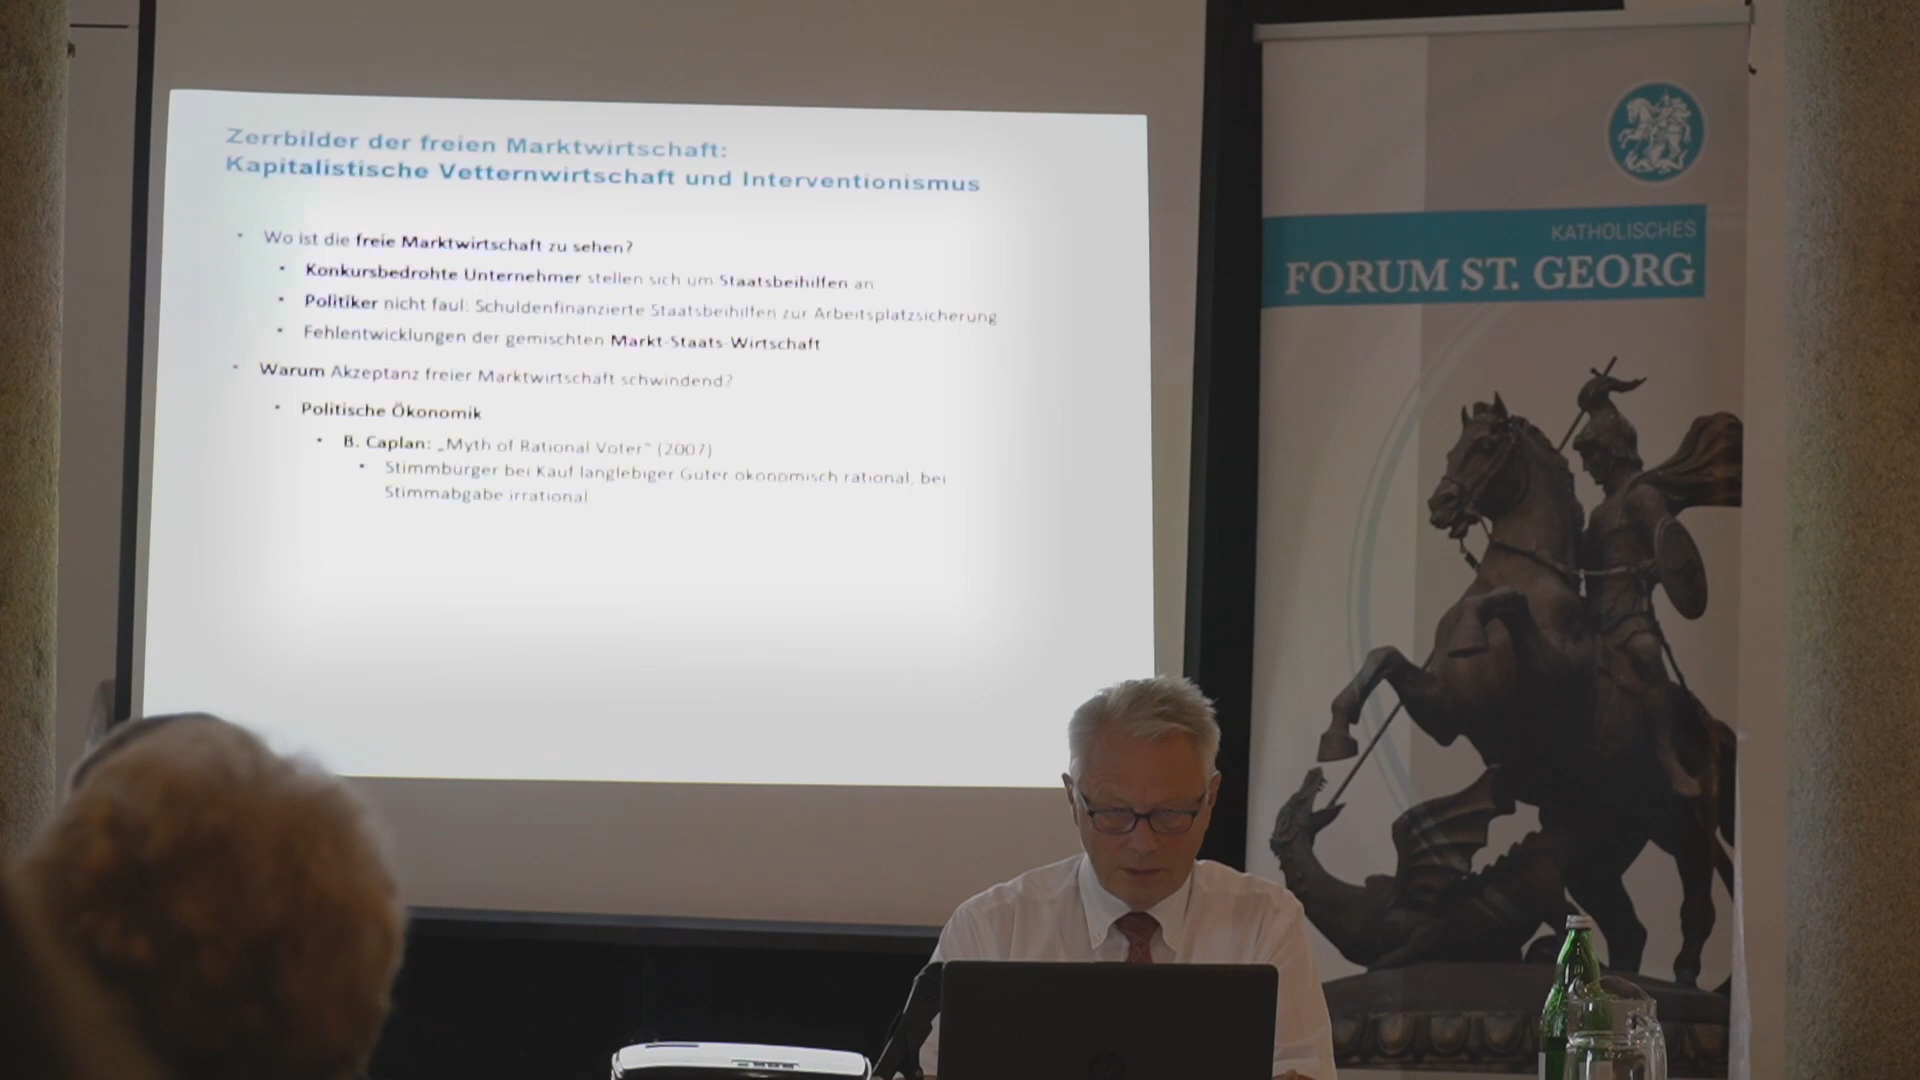 Zerrbilder der freien Marktwirtschaft:
Kapitalistische Vetternwirtschaft und Interventionismus
- Wo ist die freie Marktwirtschaft zu sehen?
- Konkursbedrohte Unternehmer stellen sich um Staatsbeihilfen an
- Politiker nicht faul: Schuldenfinanzierte Staatsbeihilfen zur Arbeitsplatzsicherung
- Fehlentwicklungen der gemischten Markt-Staats-Wirtschaft
- Warum Akzeptanz freier Marktwirtschaft schwindend?
- Politische Ökonomik
- B. Caplan: „Myth of Rational Voter“ (2007)
- Stimmbürger bei Kauf langlebiger Güter ökonomisch rational, bei
Stimmabgabe irrational
KATHOLISCHES
FORUM ST. GEORG